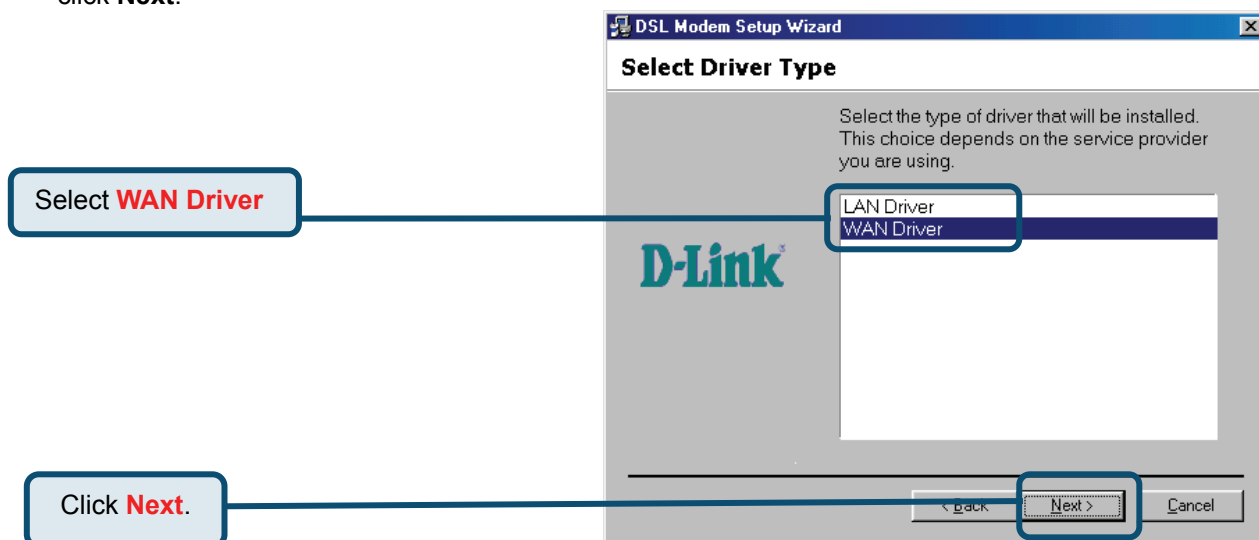 click Next.
DSL Modem Setup Wizard
Select Driver Type
Select the type of driver that will be installed.
This choice depends on the service provider
you are using.
Select WAN Driver
LAN Driver
WAN Driver
D-Link
Click Next.
< Back
Next >
Cancel